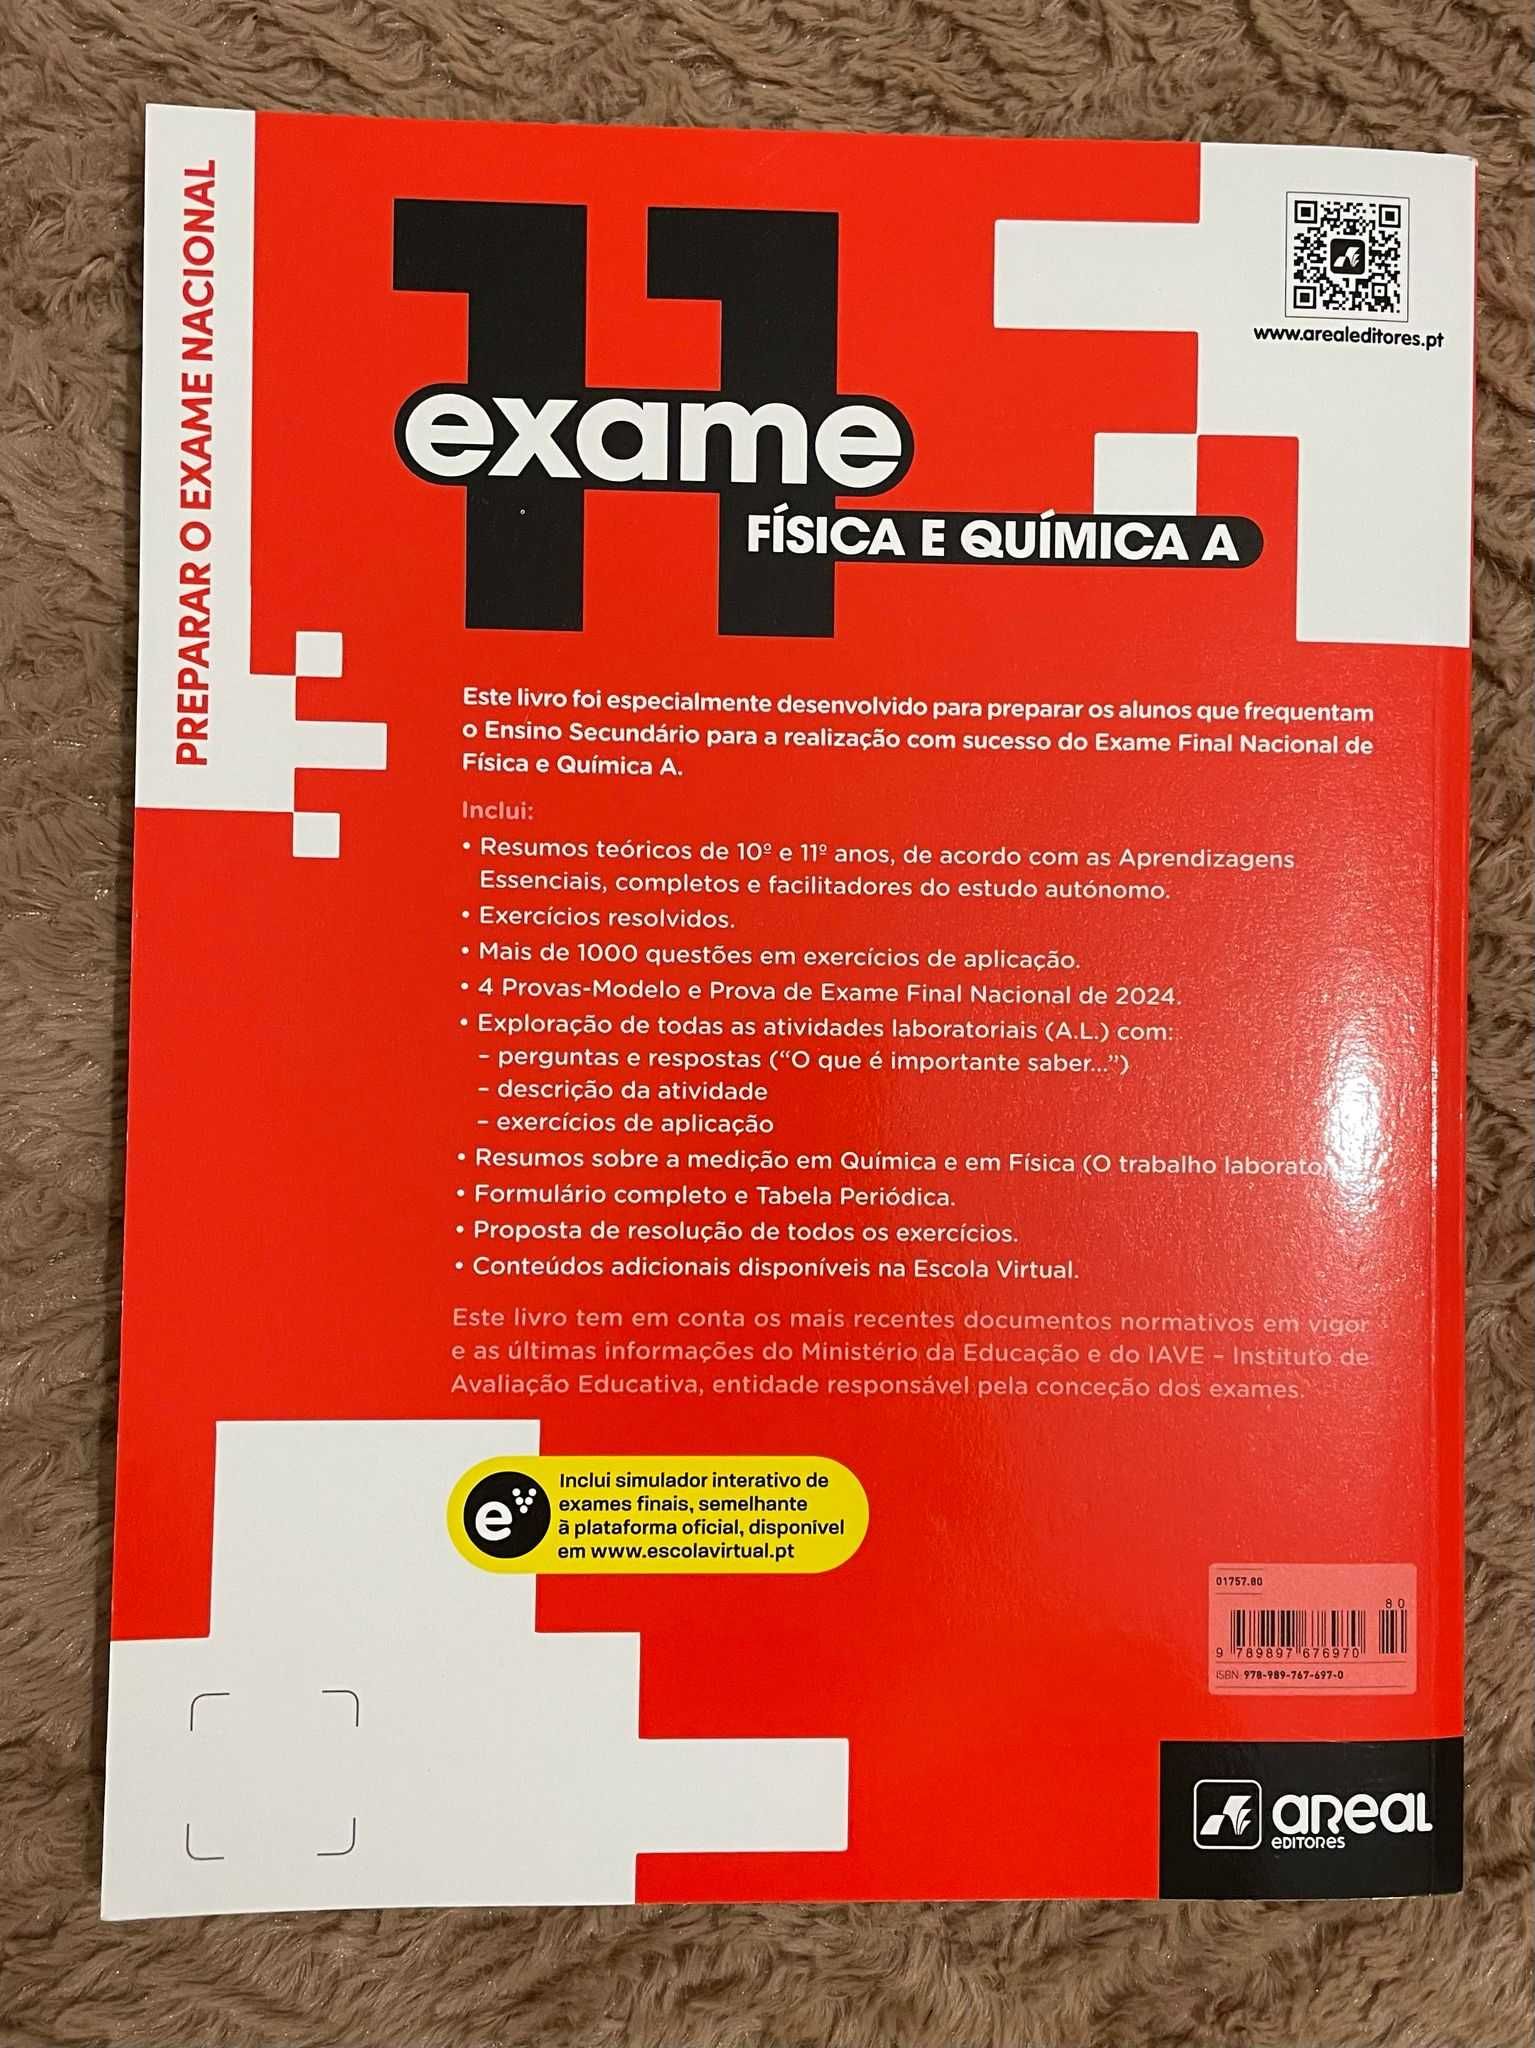 PREPARAR O EXAME NACIONAL
11
exame
FÍSICA E QUÍMICA A
www.arealeditores.pt
Este livro foi especialmente desenvolvido para preparar os alunos que frequentam
o Ensino Secundário para a realização com sucesso do Exame Final Nacional de
Física e Química A.
Inclui:
• Resumos teóricos de 10º e 11º anos, de acordo com as Aprendizagens
Essenciais, completos e facilitadores do estudo autónomo.
• Exercícios resolvidos.
• Mais de 1000 questões em exercícios de aplicação.
• 4 Provas-Modelo e Prova de Exame Final Nacional de 2024.
• Exploração de todas as atividades laboratoriais (A.L.) com:
– perguntas e respostas (“O que é importante saber...”)
– descrição da atividade
– exercícios de aplicação
• Resumos sobre a medição em Química e em Física (O trabalho
• Formulário completo e Tabela Periódica.
• Proposta de resolução de todos os exercícios.
• Conteúdos adicionais disponíveis na Escola Virtual.
Este livro tem em conta os mais recentes documentos normativos em vigor
e as últimas informações do Ministério da Educação e do IAVE – Instituto de
Avaliação Educativa, entidade responsável pela conceção dos exames.
e
Inclui simulador interativo de
exames finais, semelhante
à plataforma oficial, disponível
em www.escolavirtual.pt
01757.80
80
9 789897 676970
ISBN 978-989-767-697-0
AREAL
EDITORES